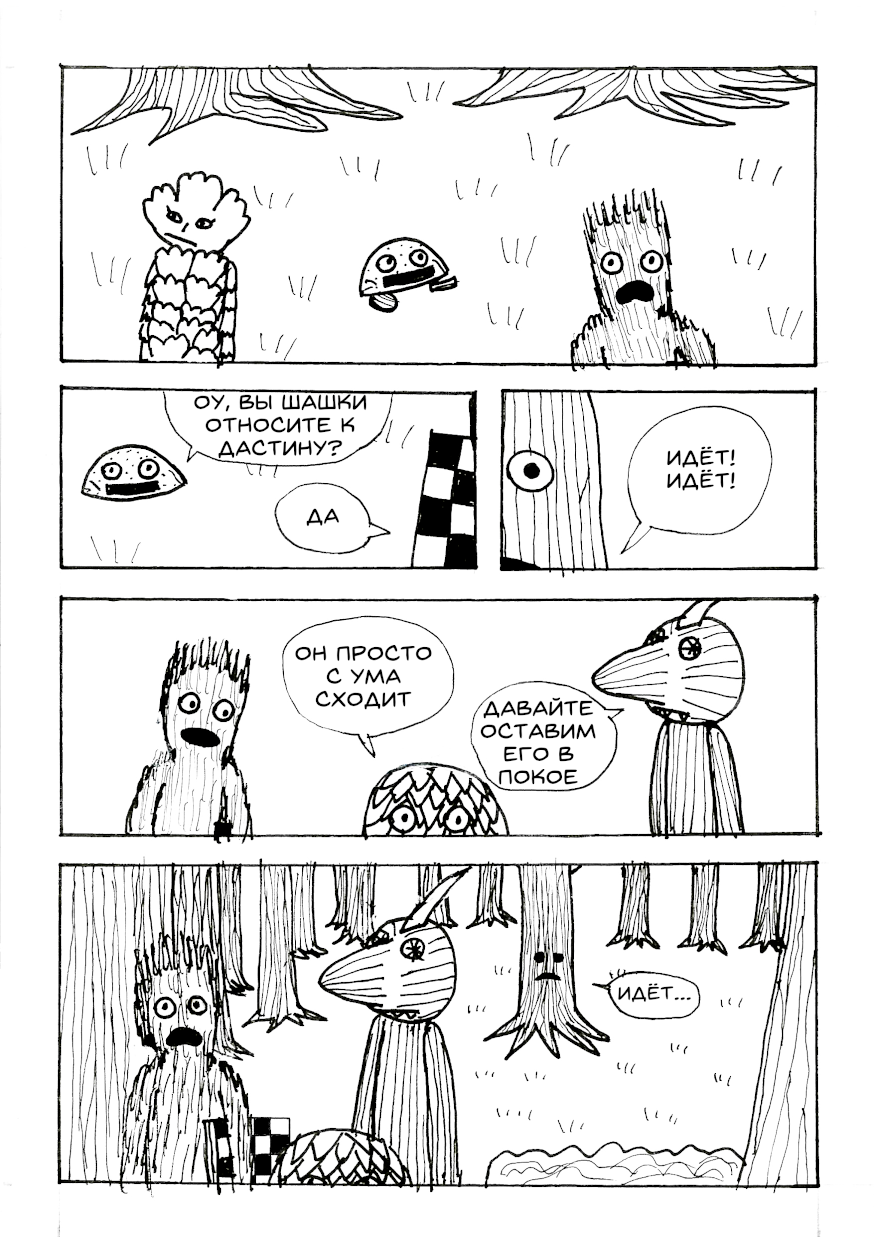 ОУ, ВЫ ШАШКИ
ОТНОСИТЕ К
ДАСТИНУ?
ДА
ИДЁТ!
ИДЁТ!
ОН ПРОСТО
С УМА
СХОДИТ
ДАВАЙТЕ
ОСТАВИМ
ЕГО В
ПОКОЕ
ИДЁТ...